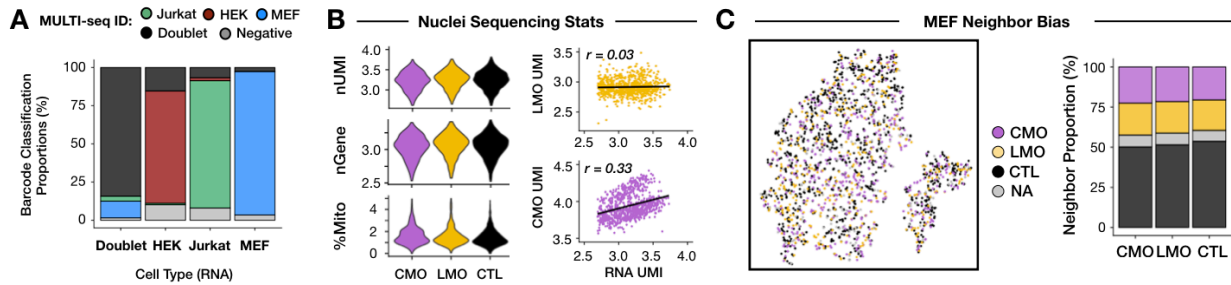 A
MULTI-seq ID:
Jurkat
HEK
MEF
Doublet
Negative
Barcode Classification
Proportions (%)
100
75
50
25
0
Doublet HEK Jurkat MEF
Cell Type (RNA)
B
Nuclei Sequencing Stats
nUMI
4.0
3.5
3.0
nGene
3.0
2.5
%Mito
4
2
0
CMO LMO CTL
LMO UMI
3.5
3.0
2.5
r = 0.03
CMO UMI
4.5
4.0
3.5
r = 0.33
2.5 3.0 3.5 4.0
RNA UMI
C
MEF Neighbor Bias
CMO
LMO
CTL
NA
Neighbor Proportion (%)
100
75
50
25
0
CMO LMO CTL